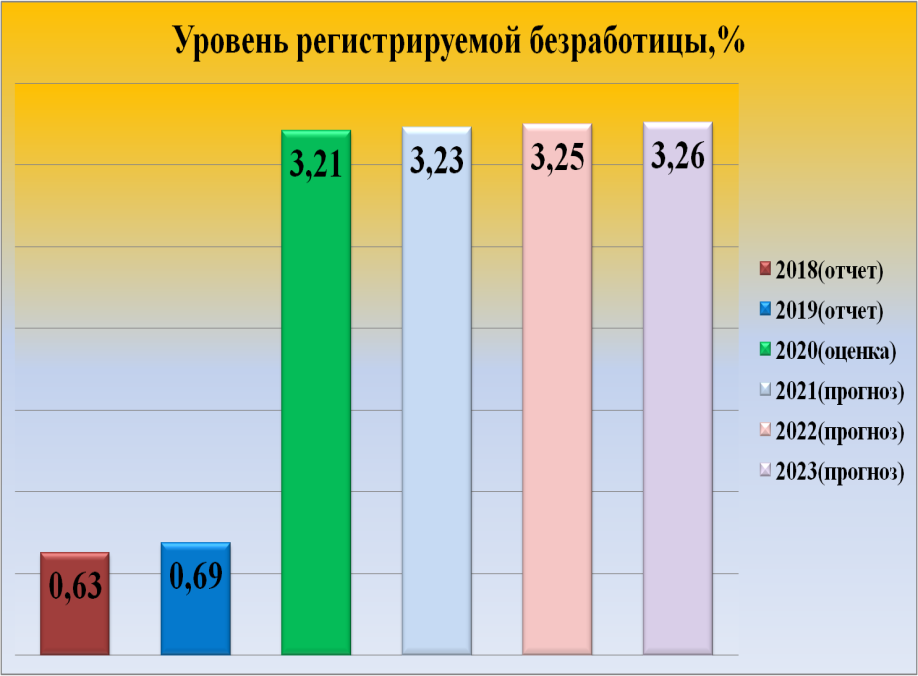 Уровень регистрируемой безработицы,%
3,21
3,23
3,25
3,26
0,63
0,69
2018(отчет)
2019(отчет)
2020(оценка)
2021(прогноз)
2022(прогноз)
2023(прогноз)